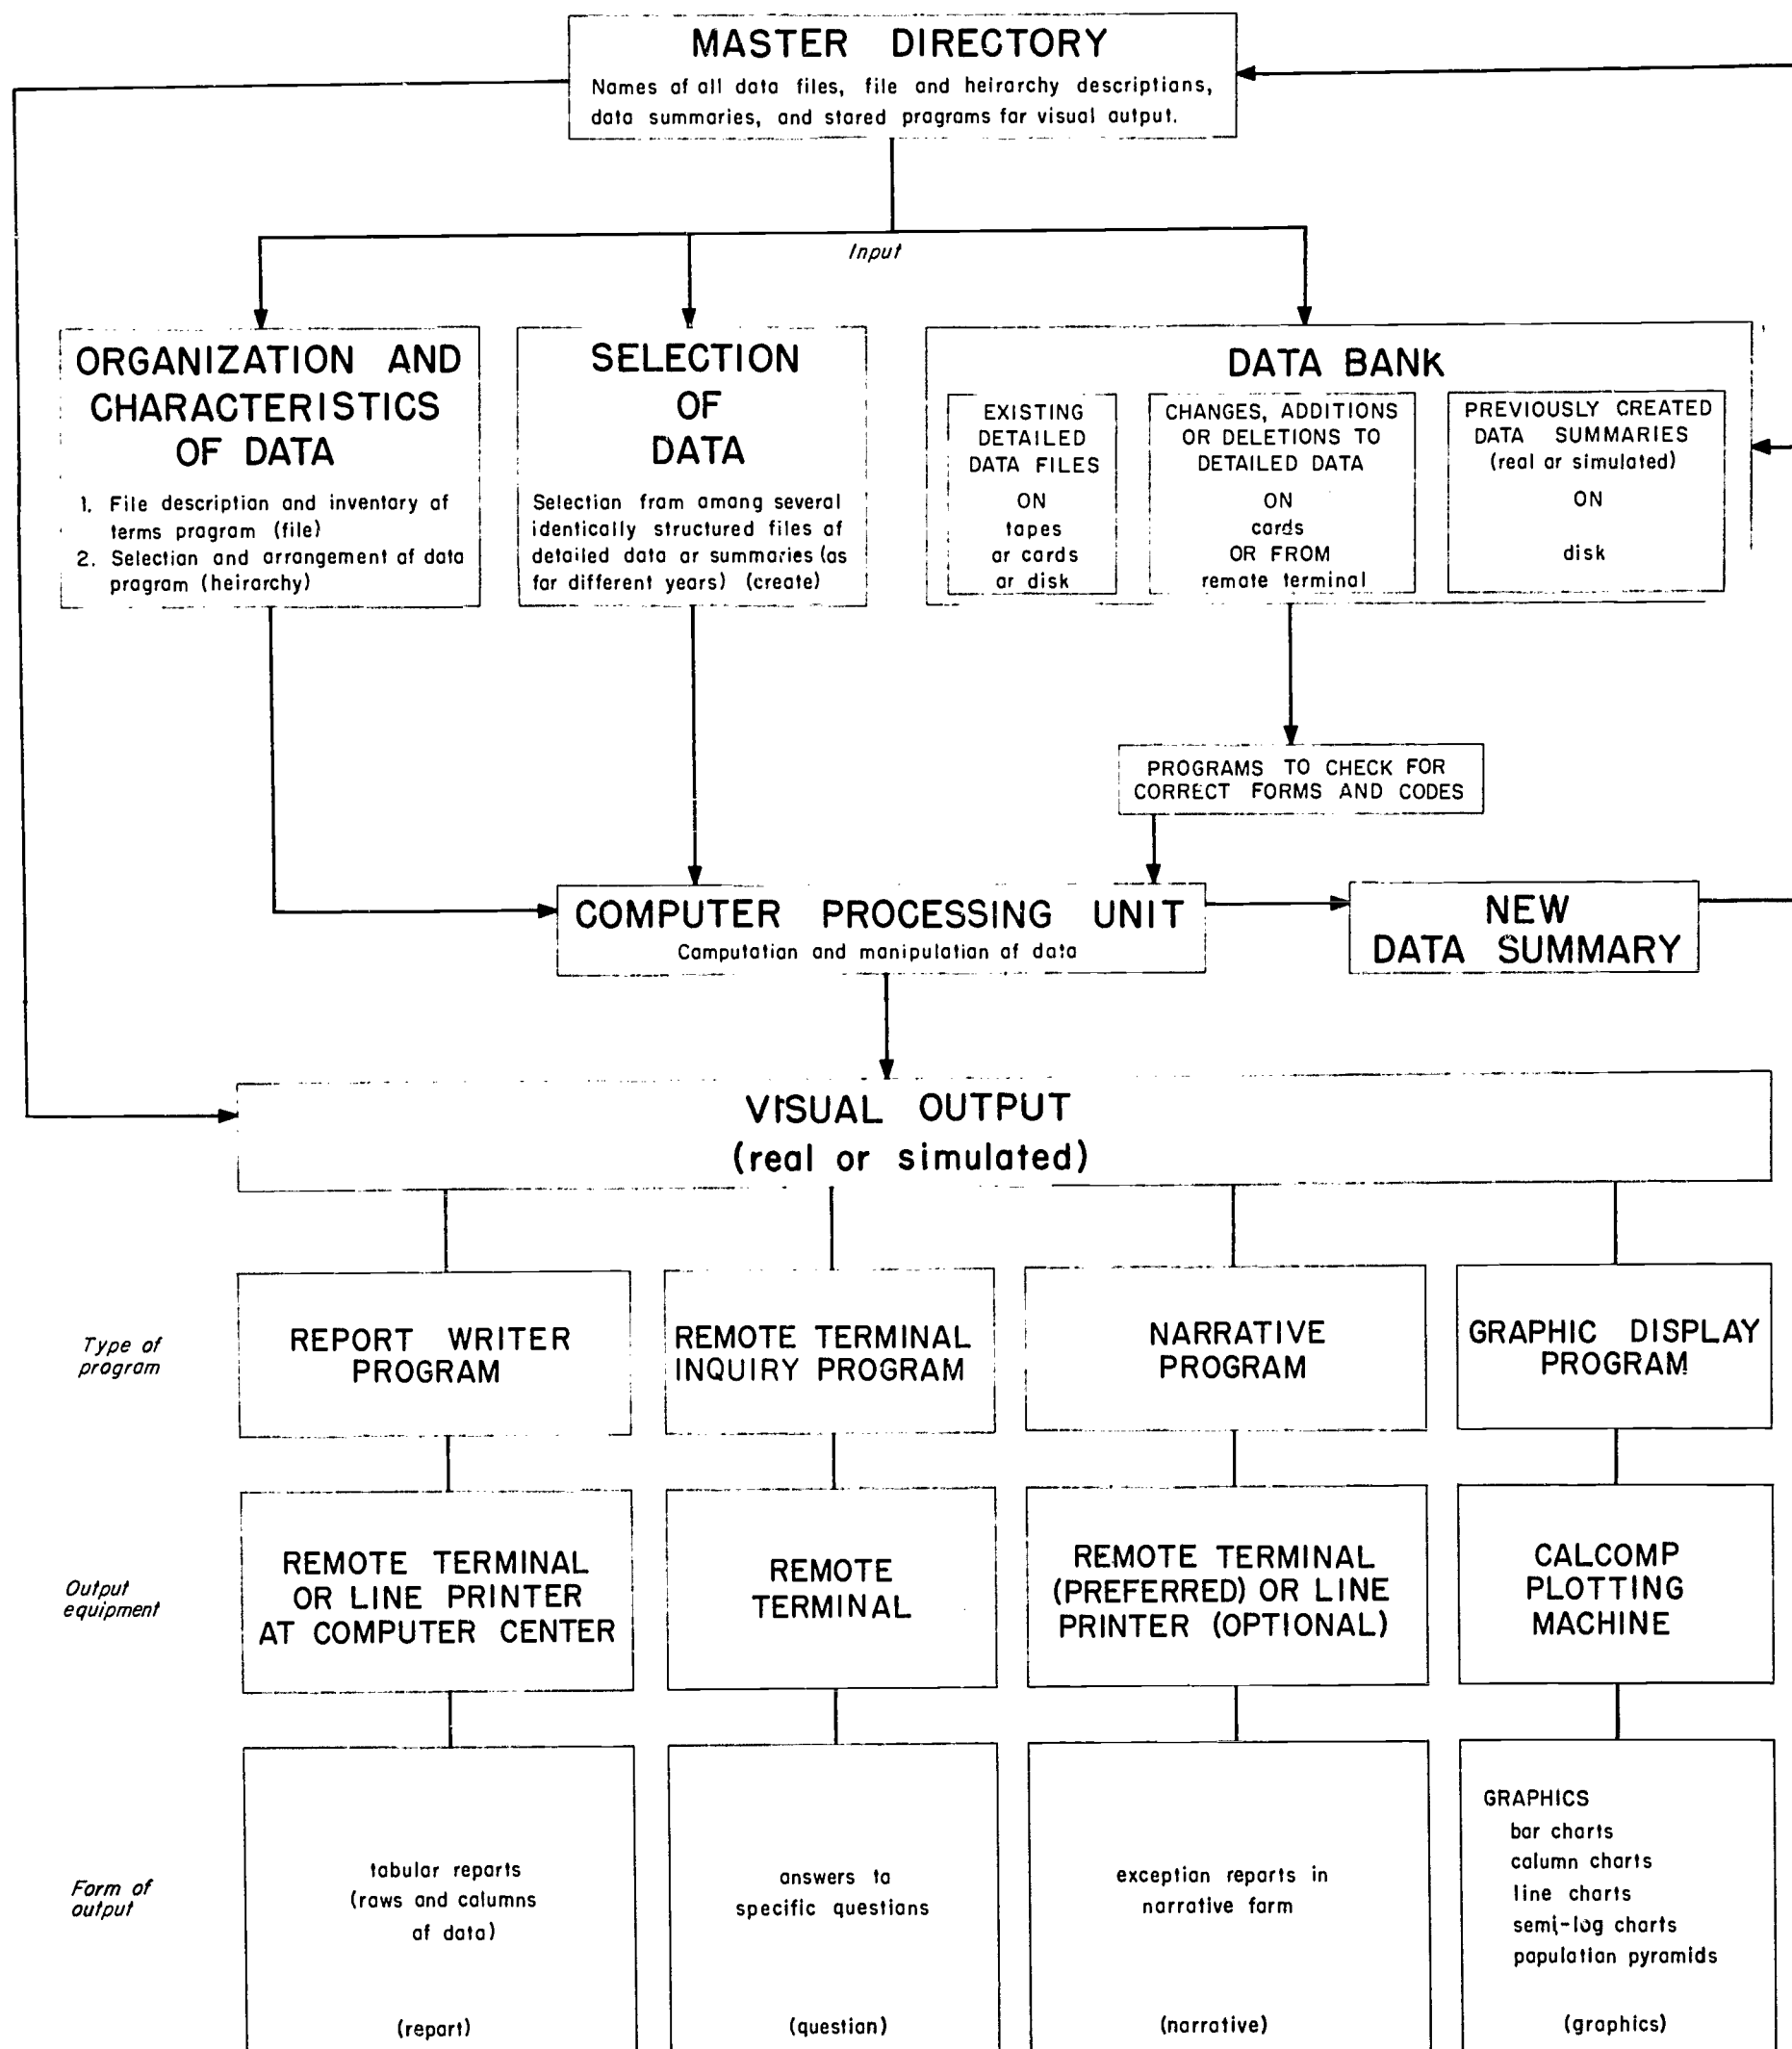 MASTER DIRECTORY
Names of all data files, file and heirarchy descriptions,
data summaries, and stored programs for visual output.
Input
ORGANIZATION AND
CHARACTERISTICS
OF DATA
1. File description and inventory of
terms program (file)
2. Selection and arrangement of data
program (heirarchy)
SELECTION
OF
DATA
Selection from among several
identically structured files of
detailed data or summaries (as
for different years) (create)
DATA BANK
EXISTING
DETAILED
DATA FILES
ON
tapes
or cards
or disk
CHANGES, ADDITIONS
OR DELETIONS TO
DETAILED DATA
ON
cards
OR FROM
remote terminal
PREVIOUSLY CREATED
DATA SUMMARIES
(real or simulated)
ON
disk
PROGRAMS TO CHECK FOR
CORRECT FORMS AND CODES
COMPUTER PROCESSING UNIT
Computation and manipulation of data
NEW
DATA SUMMARY
VISUAL OUTPUT
(real or simulated)
Type of
program
REPORT WRITER
PROGRAM
REMOTE TERMINAL
INQUIRY PROGRAM
NARRATIVE
PROGRAM
GRAPHIC DISPLAY
PROGRAM
Output
equipment
REMOTE TERMINAL
OR LINE PRINTER
AT COMPUTER CENTER
REMOTE
TERMINAL
REMOTE TERMINAL
(PREFERRED) OR LINE
PRINTER (OPTIONAL)
CALCOMP
PLOTTING
MACHINE
Form of
output
tabular reports
(rows and columns
of data)
(report)
answers to
specific questions
(question)
exception reports in
narrative form
(narrative)
GRAPHICS
bar charts
column charts
line charts
semi-log charts
population pyramids
(graphics)